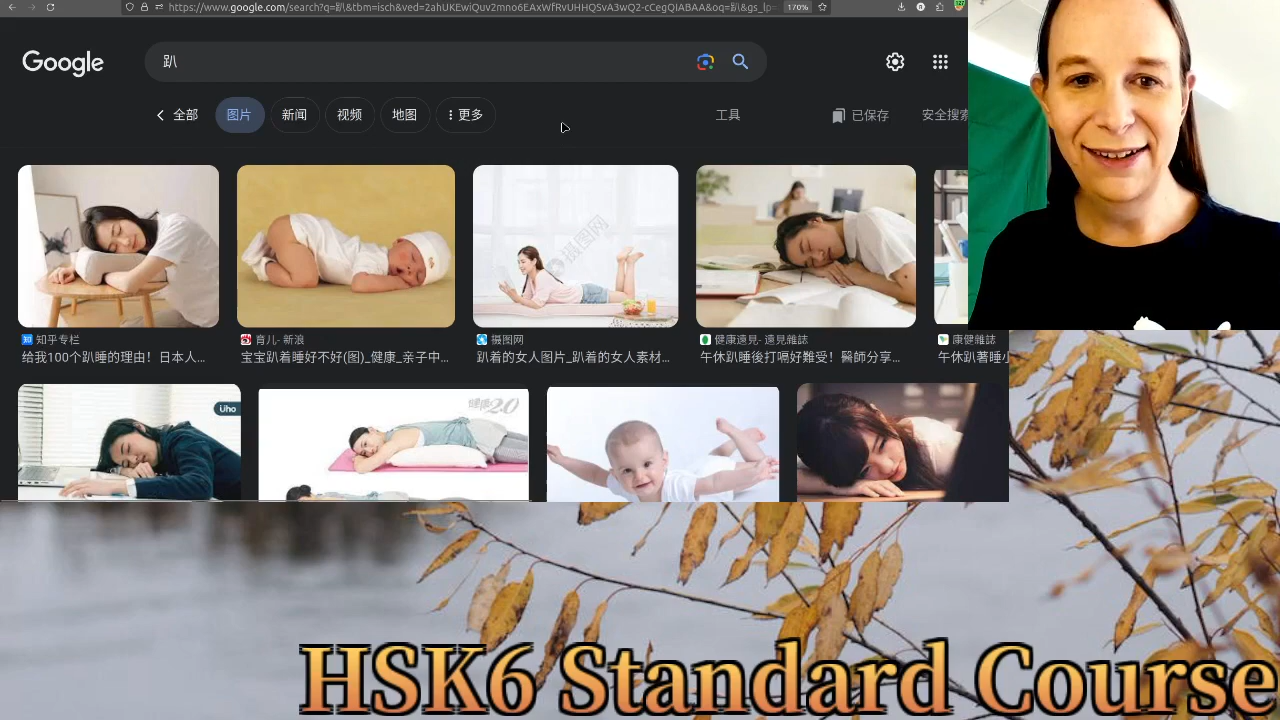 https://www.google.com/search?q=趴&tbm=isch&ved=2ahUKEwiQuv2mno6EAxWfRvUHHQSvA3wQ2-cCegQIABAA&oq=趴&gs_lp=
170%
Google
趴
全部
图片
新闻
视频
地图
更多
工具
已保存
安全搜索
摄图网
知乎专栏
给我100个趴睡的理由！日本人...
育儿- 新浪
宝宝趴着睡好不好(图)_健康_亲子中...
摄图网
趴着的女人图片_趴着的女人素材...
健康遠見- 遠見雜誌
午休趴睡後打嗝好難受！醫師分享...
康健雜誌
午休趴著睡
Uho
健康2.0
HSK6 Standard Course